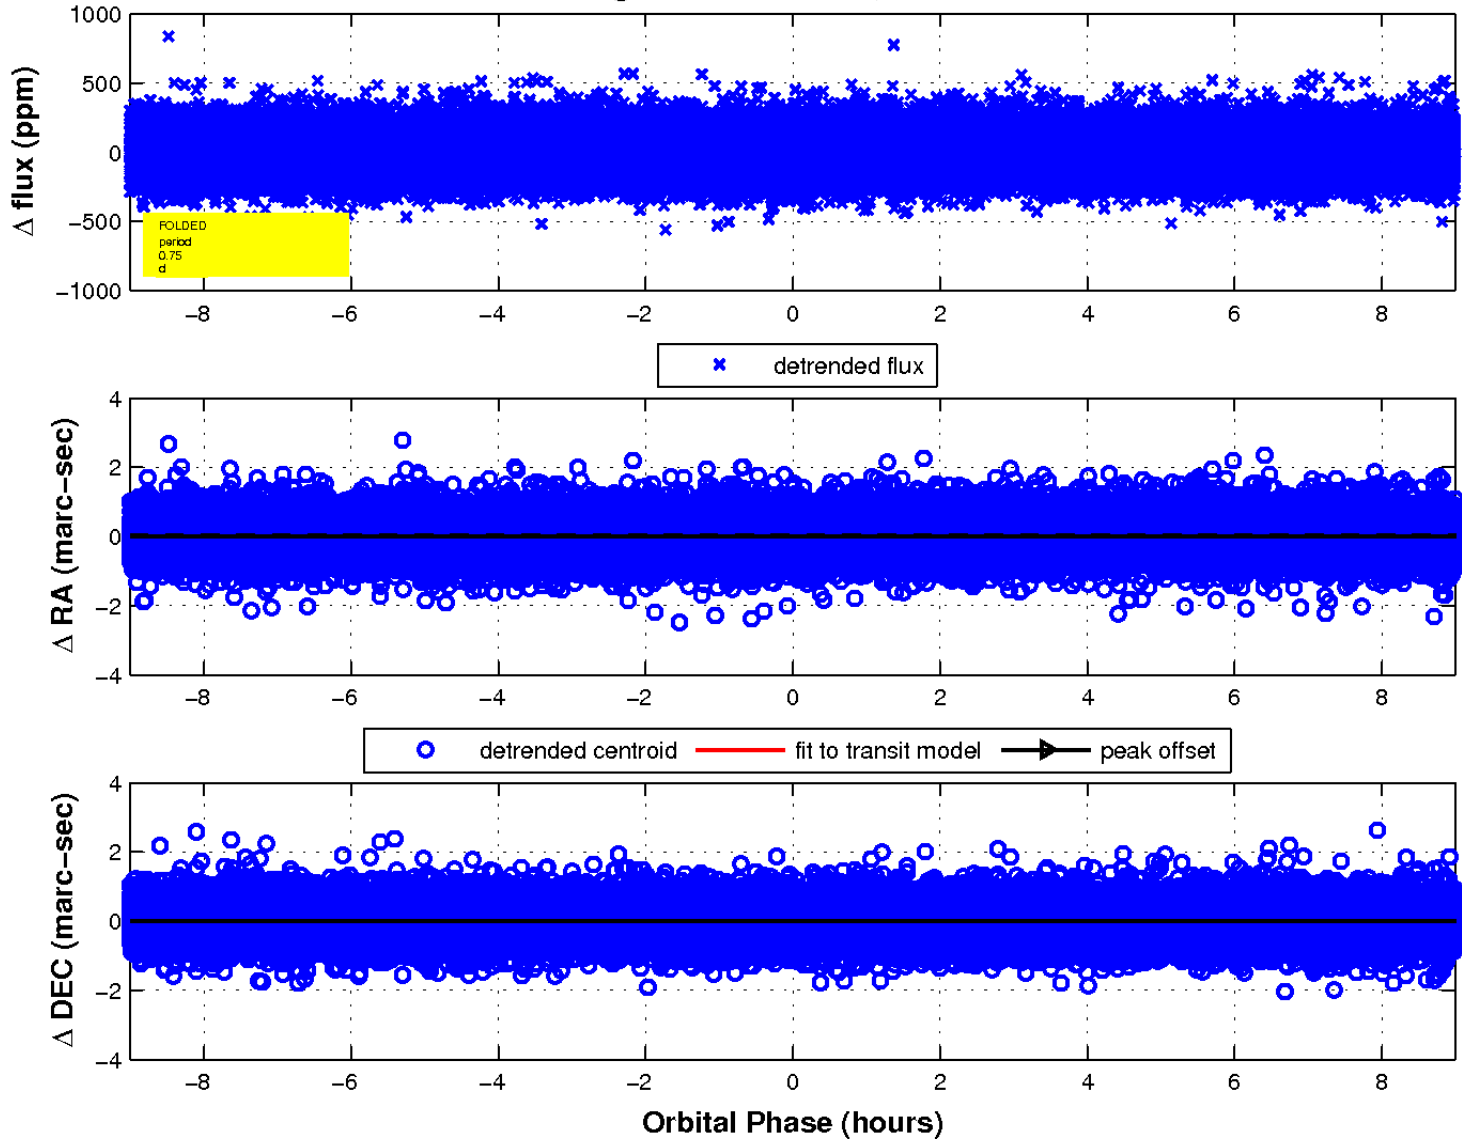 1000
500
0
−500
−1000
Δ flux (ppm)
FOLDED
period
0.75
d
−8 −6 −4 −2 0 2 4 6 8
detrended flux
4
2
0
−2
−4
Δ RA (marc−sec)
−8 −6 −4 −2 0 2 4 6 8
detrended centroid fit to transit model peak offset
4
2
0
−2
−4
Δ DEC (marc−sec)
−8 −6 −4 −2 0 2 4 6 8
Orbital Phase (hours)